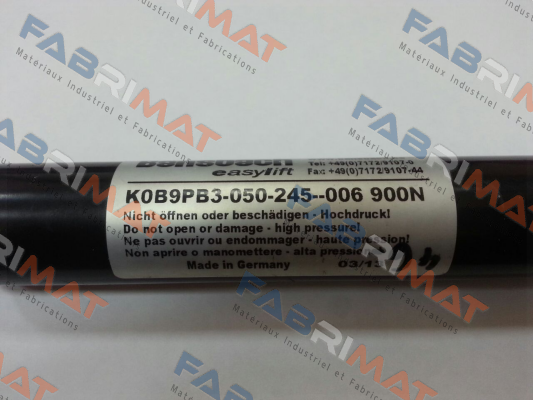 easylift
Tel: +49(0)7172/9107-0
Fax: +49(0)7172/9107-44
K0B9PB3-050-245--006 900N
Nicht öffnen oder beschädigen - Hochdruck!
Do not open or damage - high pressure!
Ne pas ouvrir ou endommager - haute pression!
Non aprire o manomettere - alta pressione
Made in Germany
03/13
FABRIMAT
Materiaux Industriel et Fabrications